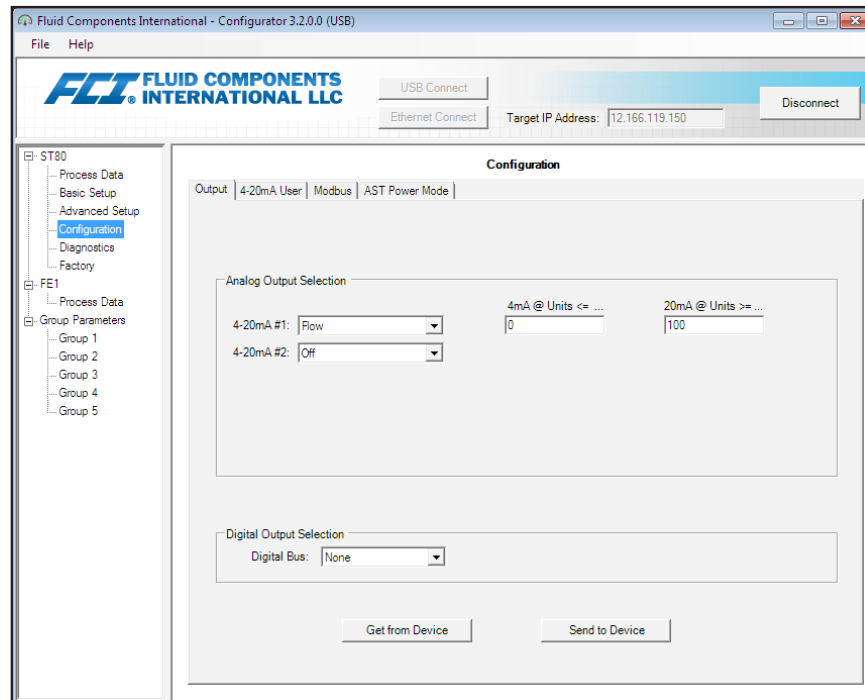 Fluid Components International - Configurator 3.2.0.0 (USB)
File Help
FCI ® FLUID COMPONENTS
INTERNATIONAL LLC
USB Connect
Ethernet Connect
Target IP Address: 12.166.119.150
Disconnect
ST80
Process Data
Basic Setup
Advanced Setup
Configuration
Diagnostics
Factory
FE1
Process Data
Group Parameters
Group 1
Group 2
Group 3
Group 4
Group 5
Configuration
Output 4-20mA User Modbus AST Power Mode
Analog Output Selection
4mA @ Units <= ... 20mA @ Units >= ...
4-20mA #1: Flow 0 100
4-20mA #2: Off
Digital Output Selection
Digital Bus: None
Get from Device Send to Device